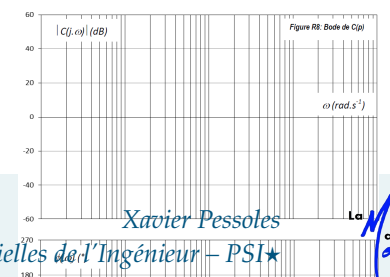 60
|C(j.ω)| (dB)
Figure R8: Bode de C(p)
40
20
0
ω (rad.s⁻¹)
-20
-40
-60
Xavier Pessoles
La
270
ielles de l'Ingénieur – PSI★
180